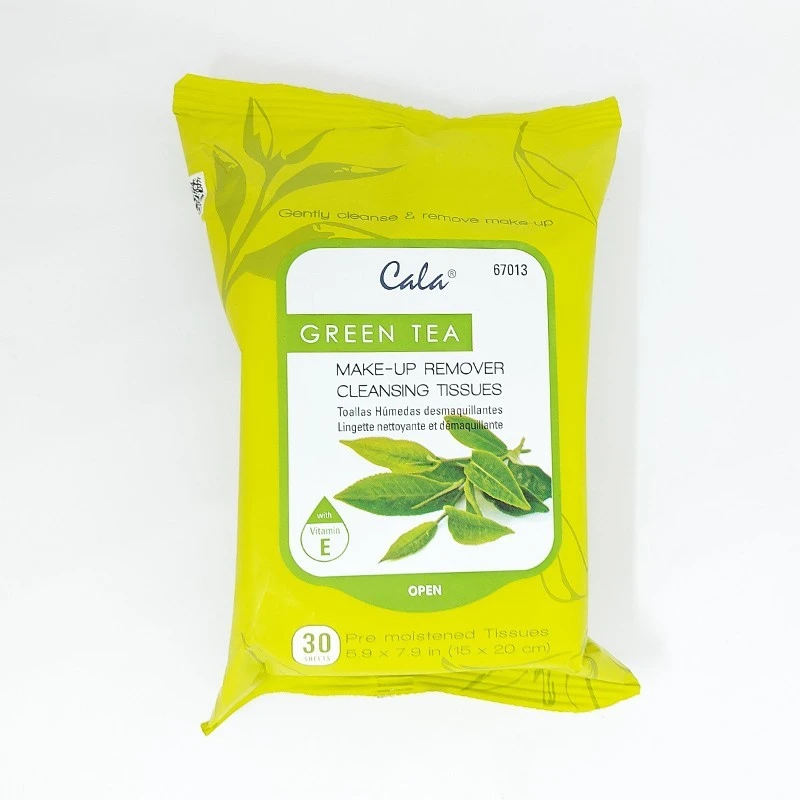 Gently cleanse & remove make-up
Cala® 67013
GREEN TEA
MAKE-UP REMOVER
CLEANSING TISSUES
Toallas Húmedas desmaquillantes
Lingette nettoyante et démaquillante
with
Vitamin
E
OPEN
30
SHEETS
Pre moistened Tissues
5.9 x 7.9 in (15 x 20 cm)